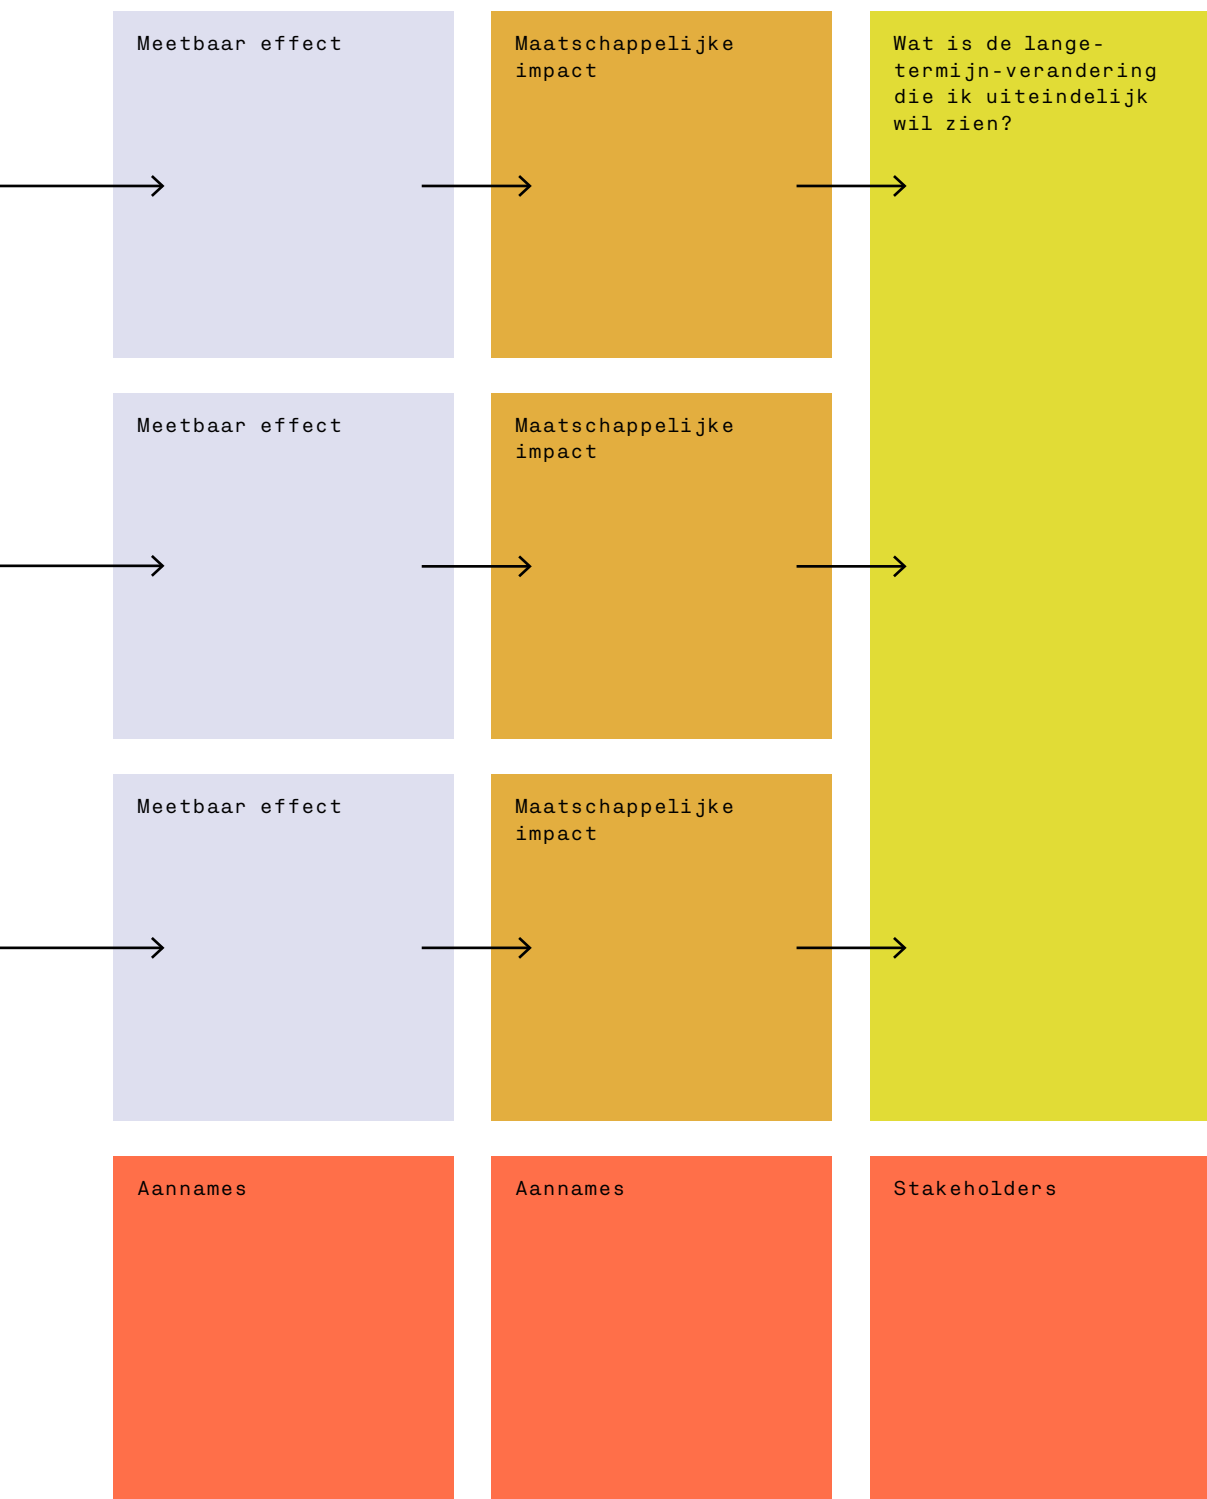 Meetbaar effect
Maatschappelijke
impact
Wat is de lange-
termijn-verandering
die ik uiteindelijk
wil zien?
Meetbaar effect
Maatschappelijke
impact
Meetbaar effect
Maatschappelijke
impact
Aannames
Aannames
Stakeholders